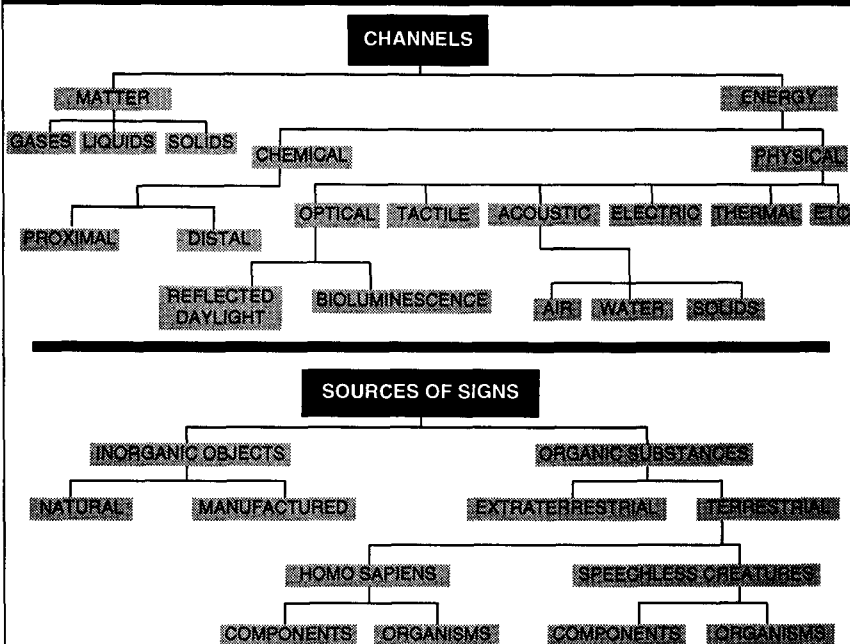 CHANNELS
MATTER
ENERGY
GASES LIQUIDS SOLIDS
CHEMICAL
PHYSICAL
OPTICAL TACTILE ACOUSTIC ELECTRIC THERMAL ETC
PROXIMAL DISTAL
REFLECTED
DAYLIGHT
BIOLUMINESCENCE
AIR WATER SOLIDS
SOURCES OF SIGNS
INORGANIC OBJECTS
ORGANIC SUBSTANCES
NATURAL MANUFACTURED
EXTRATERRESTRIAL TERRESTRIAL
HOMO SAPIENS
SPEECHLESS CREATURES
COMPONENTS ORGANISMS
COMPONENTS ORGANISMS